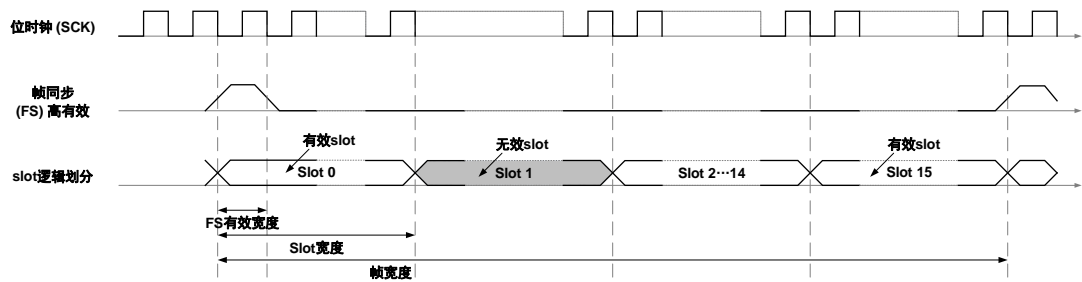 位时钟 (SCK)
帧同步
(FS) 高有效
有效slot
无效slot
有效slot
slot逻辑划分
Slot 0
Slot 1
Slot 2…14
Slot 15
FS有效宽度
Slot宽度
帧宽度